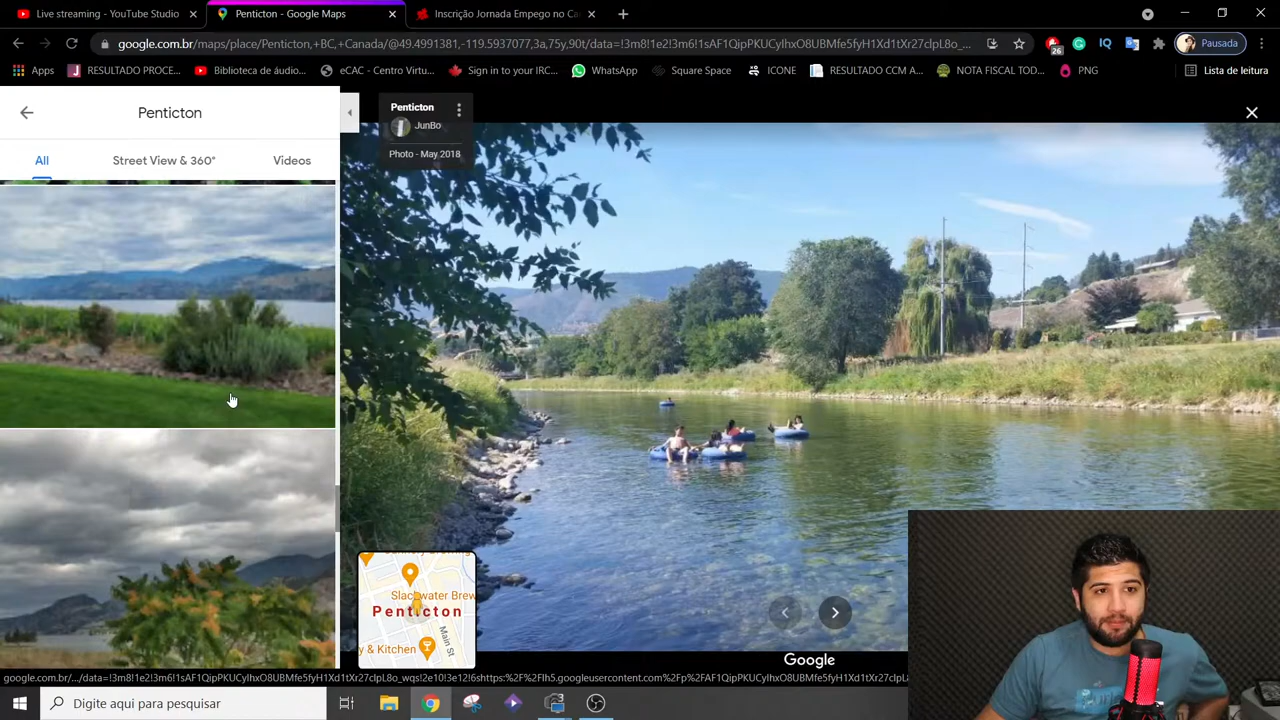 Live streaming - YouTube Studio
Penticton - Google Maps
Inscrição Jornada Empego no Ca
google.com.br/maps/place/Penticton,+BC,+Canada/@49.4991381,-119.5937077,3a,75y,90t/data=!3m8!1e2!3m6!1sAF1QipPKUCyIhxO8UBMfe5fyH1Xd1tXr27clpL8o_...
26
Pausada
Apps
RESULTADO PROCE...
Biblioteca de áudio...
eCAC - Centro Virtu...
Sign in to your IRC...
WhatsApp
Square Space
ICONE
RESULTADO CCM A...
NOTA FISCAL TOD...
PNG
Lista de leitura
Penticton
All
Street View & 360°
Videos
Penticton
JunBo
Photo - May 2018
Slackwater Brew
Penticton
Main St
y & Kitchen
Google
Digite aqui para pesquisar